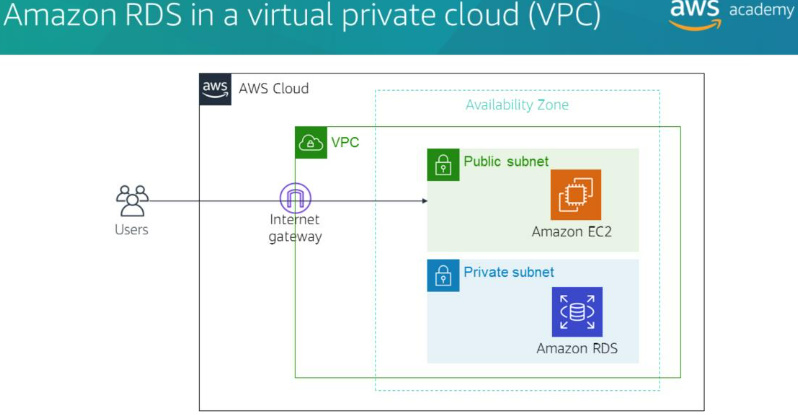 Amazon RDS in a virtual private cloud (VPC)
aws academy
aws AWS Cloud
Availability Zone
VPC
Public subnet
Users
Internet
gateway
Amazon EC2
Private subnet
Amazon RDS